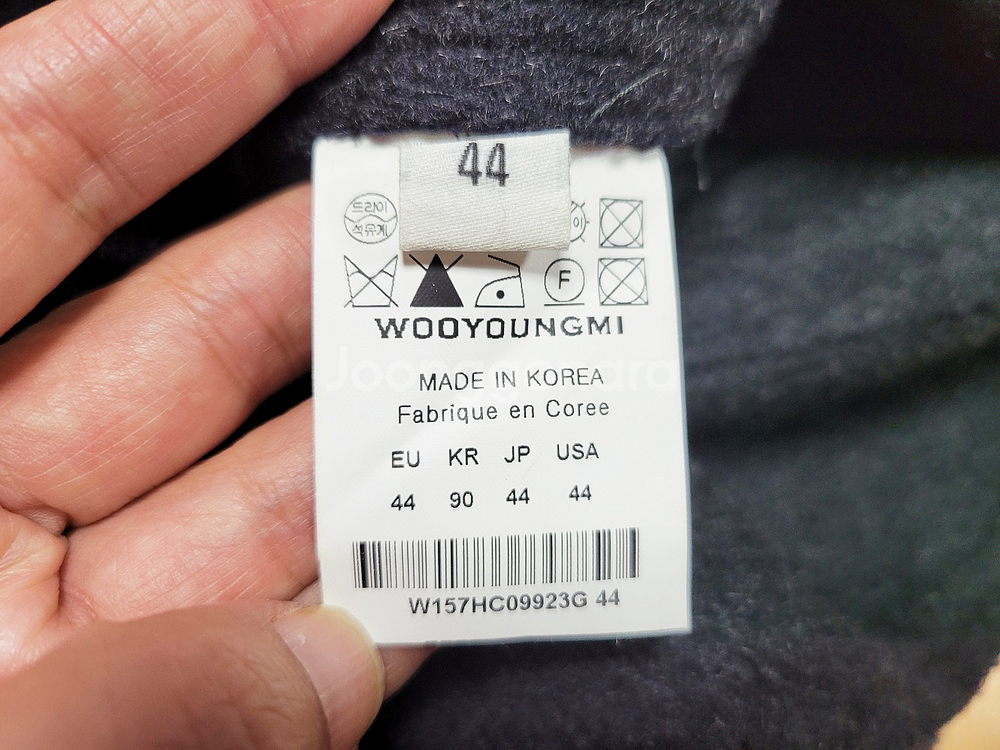 44
드라이
석유계
이
F
WOOYOUNGMI
MADE IN KOREA
Fabrique en Coree
EU KR JP USA
44 90 44 44
W157HC09923G 44